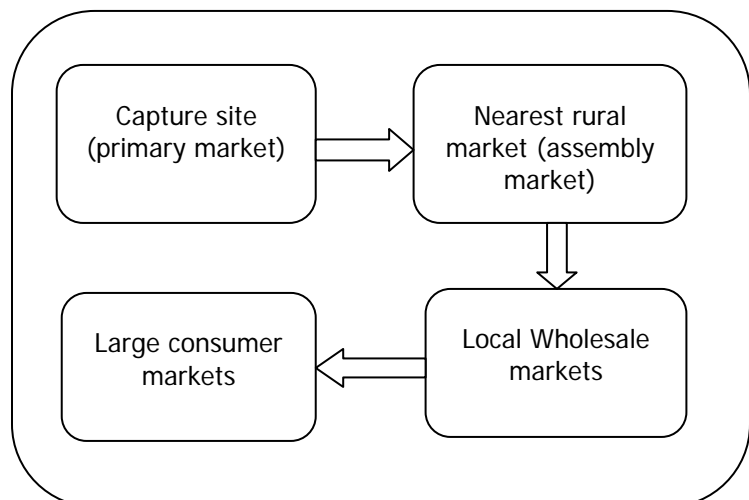 Capture site
(primary market)
Nearest rural
market (assembly
market)
Local Wholesale
markets
Large consumer
markets